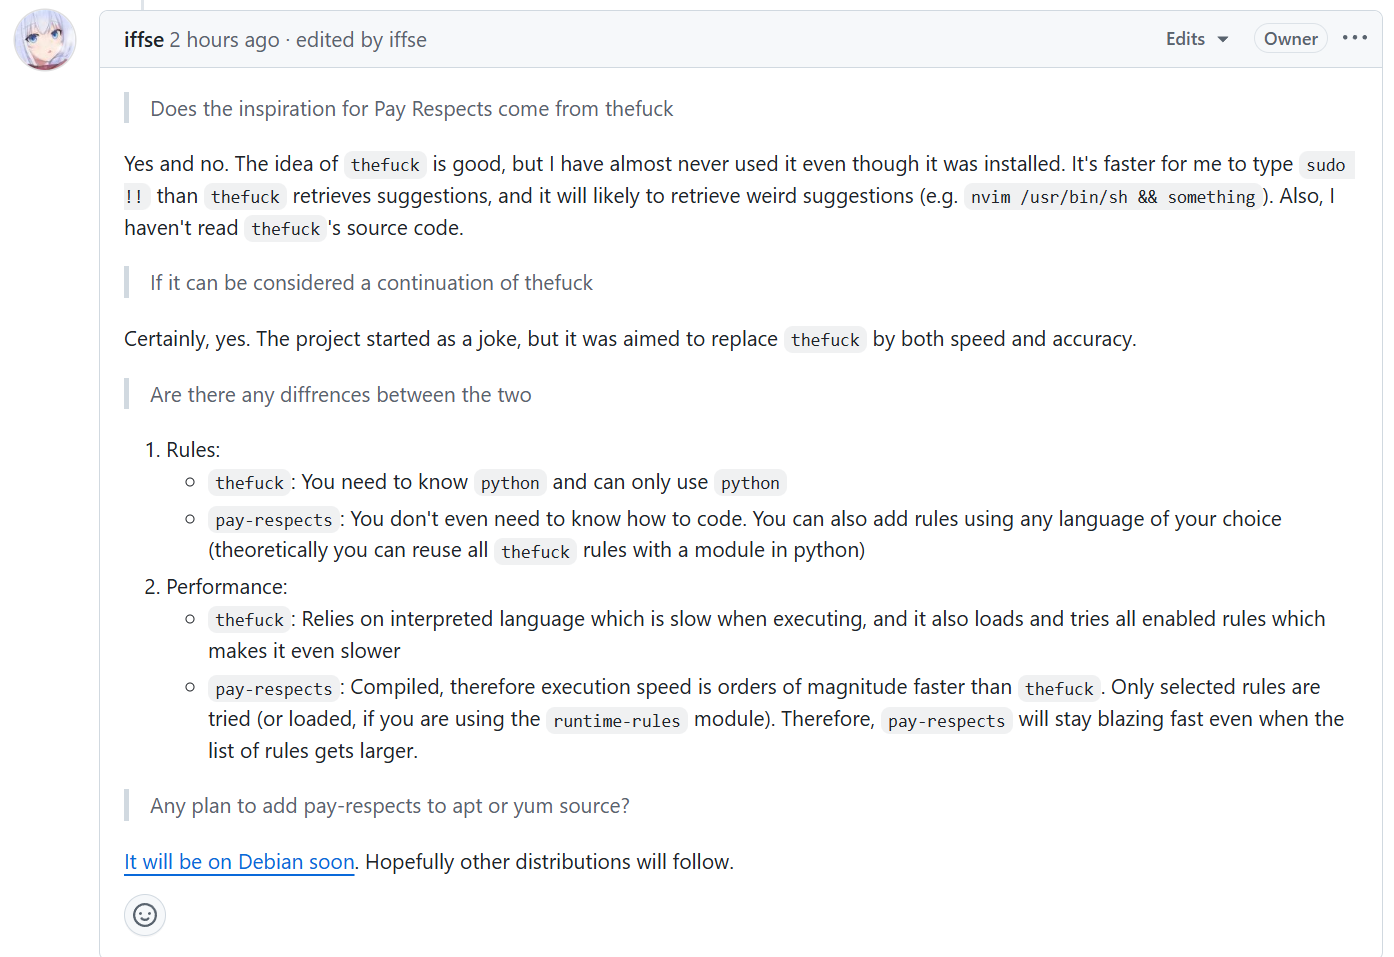 iffse 2 hours ago · edited by iffse
Edits
Owner
Does the inspiration for Pay Respects come from thefuck
Yes and no. The idea of thefuck is good, but I have almost never used it even though it was installed. It's faster for me to type sudo
!! than thefuck retrieves suggestions, and it will likely to retrieve weird suggestions (e.g. nvim /usr/bin/sh && something ). Also, I
haven't read thefuck 's source code.
If it can be considered a continuation of thefuck
Certainly, yes. The project started as a joke, but it was aimed to replace thefuck by both speed and accuracy.
Are there any diffrences between the two
1. Rules:
○ thefuck : You need to know python and can only use python
○ pay-respects : You don't even need to know how to code. You can also add rules using any language of your choice
(theoretically you can reuse all thefuck rules with a module in python)
2. Performance:
○ thefuck : Relies on interpreted language which is slow when executing, and it also loads and tries all enabled rules which
makes it even slower
○ pay-respects : Compiled, therefore execution speed is orders of magnitude faster than thefuck . Only selected rules are
tried (or loaded, if you are using the runtime-rules module). Therefore, pay-respects will stay blazing fast even when the
list of rules gets larger.
Any plan to add pay-respects to apt or yum source?
It will be on Debian soon. Hopefully other distributions will follow.